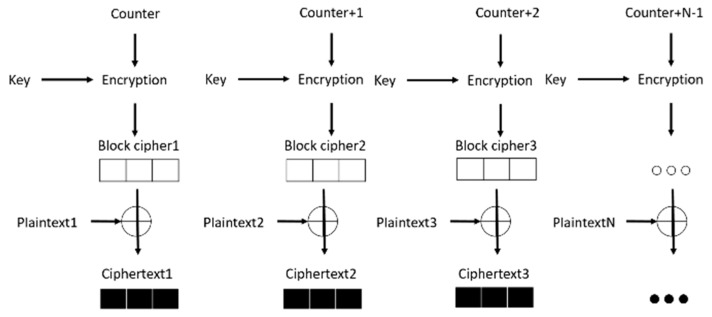 Counter Counter+1 Counter+2 Counter+N-1
Key Encryption Key Encryption Key Encryption Key Encryption
Block cipher1 Block cipher2 Block cipher3
Plaintext1 Plaintext2 Plaintext3 PlaintextN
Ciphertext1 Ciphertext2 Ciphertext3